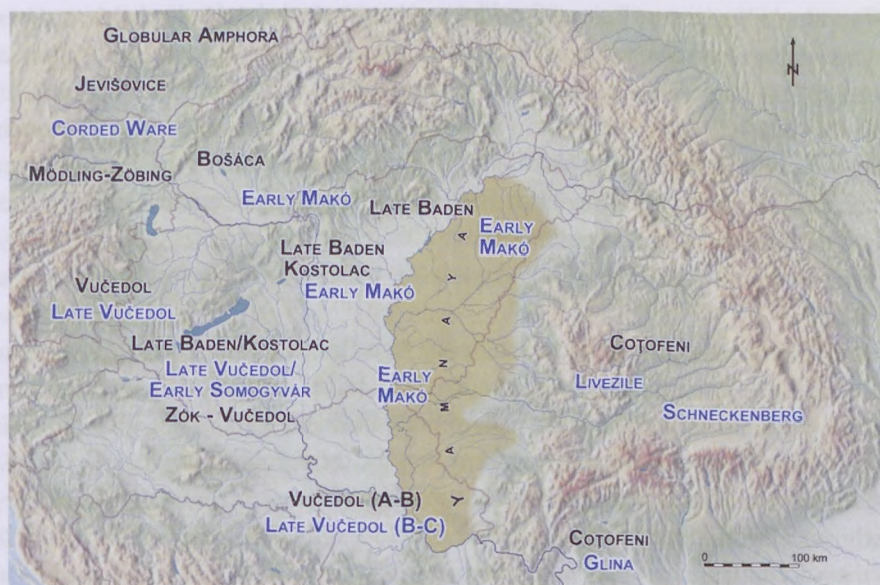 GLOBULAR AMPHORA
N
JEVIŠOVICE
CORDED WARE
BOŠÁCA
MÖDLING-ZÖBING
EARLY MAKÓ
LATE BADEN
EARLY
MAKÓ
LATE BADEN
KOSTOLAC
EARLY MAKÓ
VUČEDOL
LATE VUČEDOL
YAMNAYA
LATE BADEN/KOSTOLAC
LATE VUČEDOL/
EARLY SOMOGYVÁR
ZÓK - VUČEDOL
EARLY
MAKÓ
COŢOFENI
LIVEZILE
SCHNECKENBERG
VUČEDOL (A-B)
LATE VUČEDOL (B-C)
COŢOFENI
GLINA
0 100 km